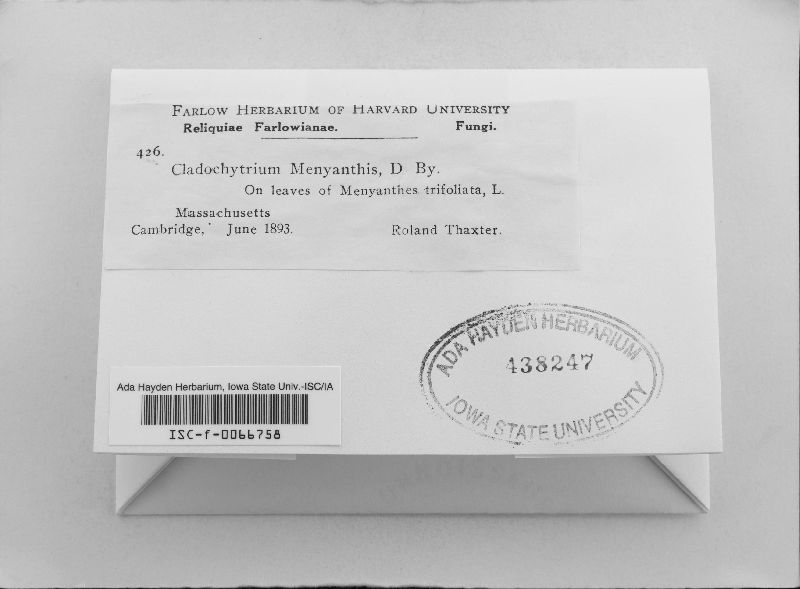 FARLOW HERBARIUM OF HARVARD UNIVERSITY
Reliquiae Farlowianae. Fungi.
426.
Cladochytrium Menyanthis, D By.
On leaves of Menyanthes trifoliata, L.
Massachusetts
Cambridge, June 1893. Roland Thaxter.
ADA HAYDEN HERBARIUM
438247
IOWA STATE UNIVERSITY
Ada Hayden Herbarium, Iowa State Univ.-ISC/IA
ISC-f-0066758